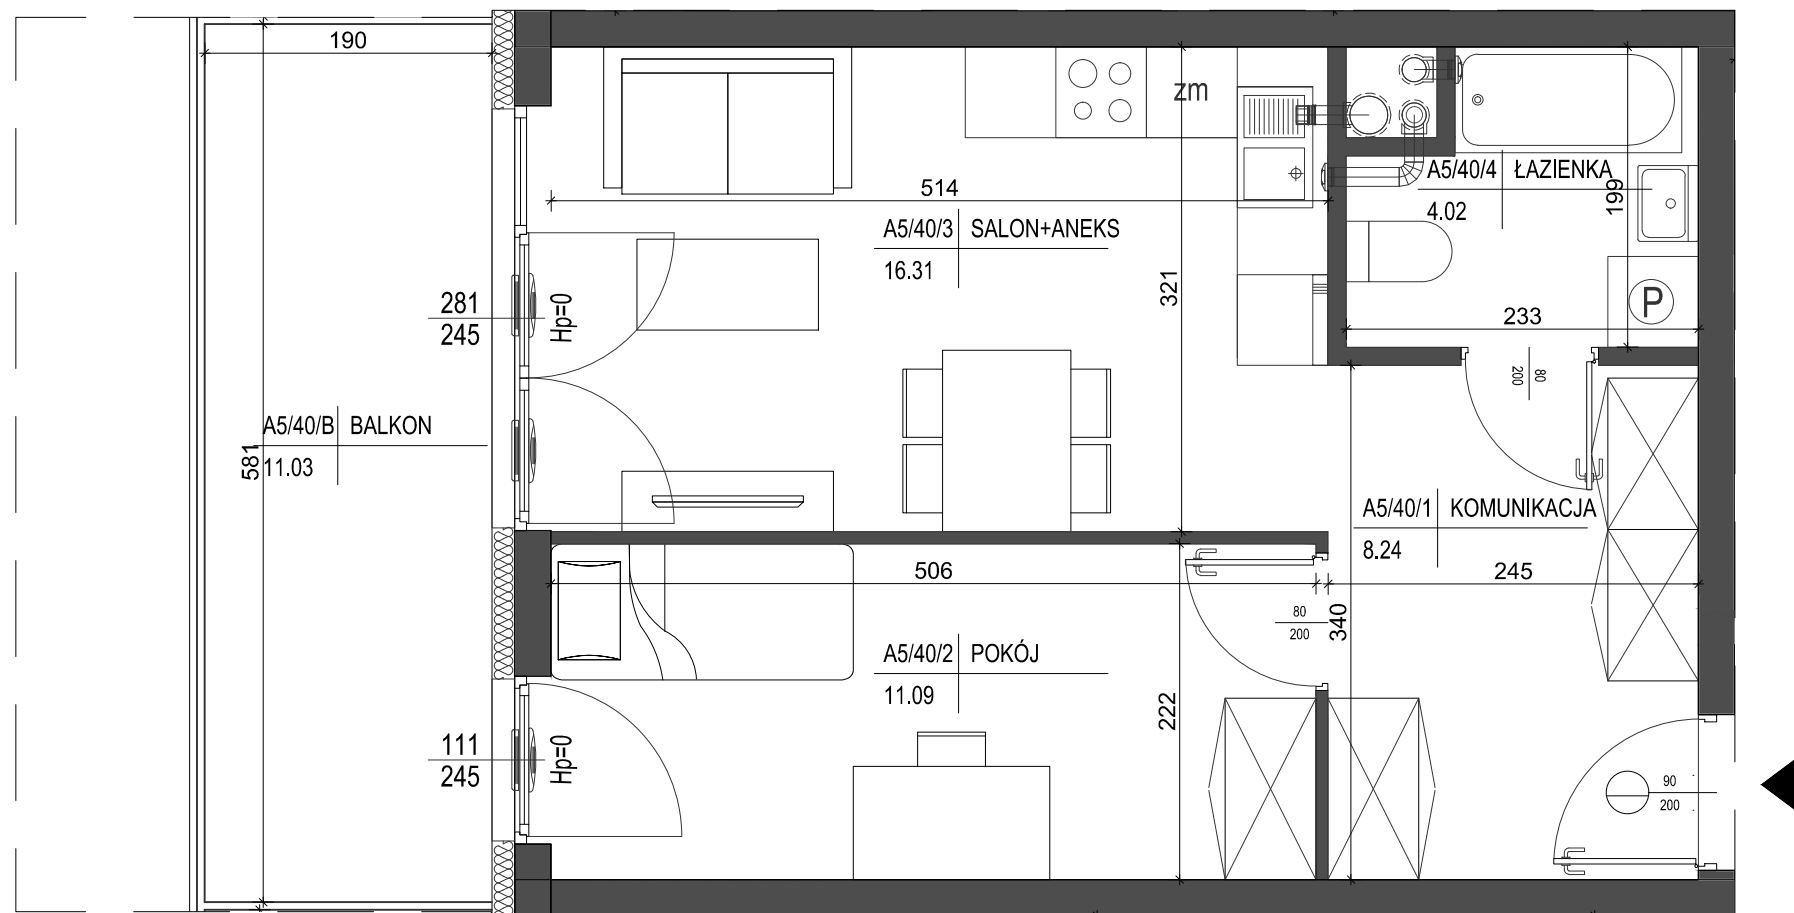 190
zm
A5/40/4 ŁAZIENKA
4.02
199
514
A5/40/3 SALON+ANEKS
16.31
321
281
245
Hp=0
P
233
80
200
A5/40/B BALKON
11.03
581
A5/40/1 KOMUNIKACJA
8.24
506
245
80
200
340
A5/40/2 POKÓJ
11.09
222
111
245
Hp=0
90
200